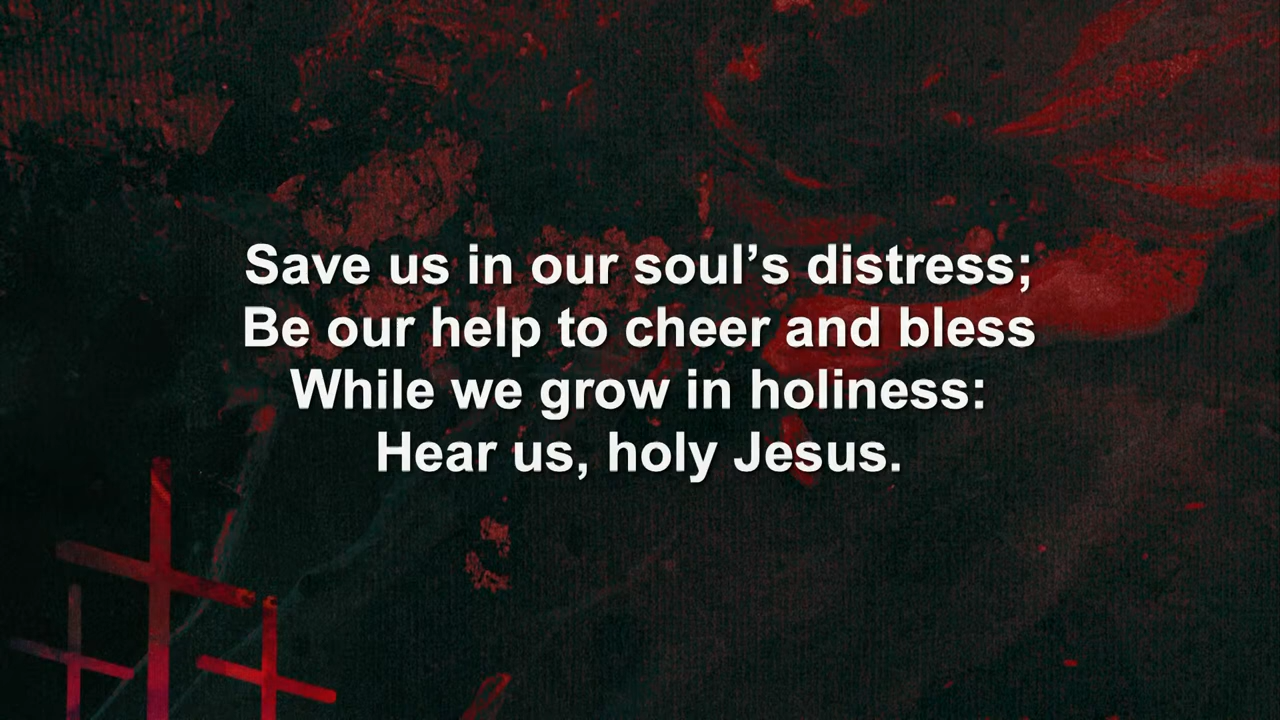 Save us in our soul’s distress;
Be our help to cheer and bless
While we grow in holiness:
Hear us, holy Jesus.